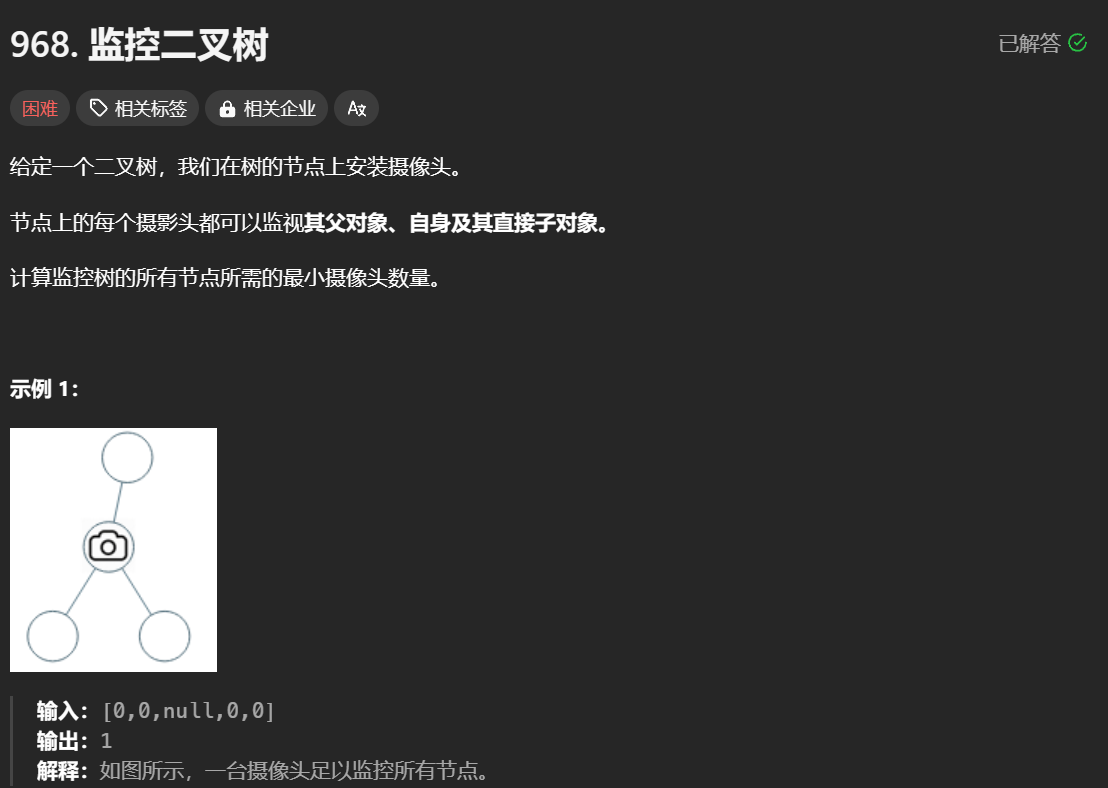 968. 监控二叉树
已解答
困难 相关标签 相关企业
给定一个二叉树，我们在树的节点上安装摄像头。
节点上的每个摄影头都可以监视其父对象、自身及其直接子对象。
计算监控树的所有节点所需的最小摄像头数量。
示例 1：
输入：[0,0,null,0,0]
输出：1
解释：如图所示，一台摄像头足以监控所有节点。